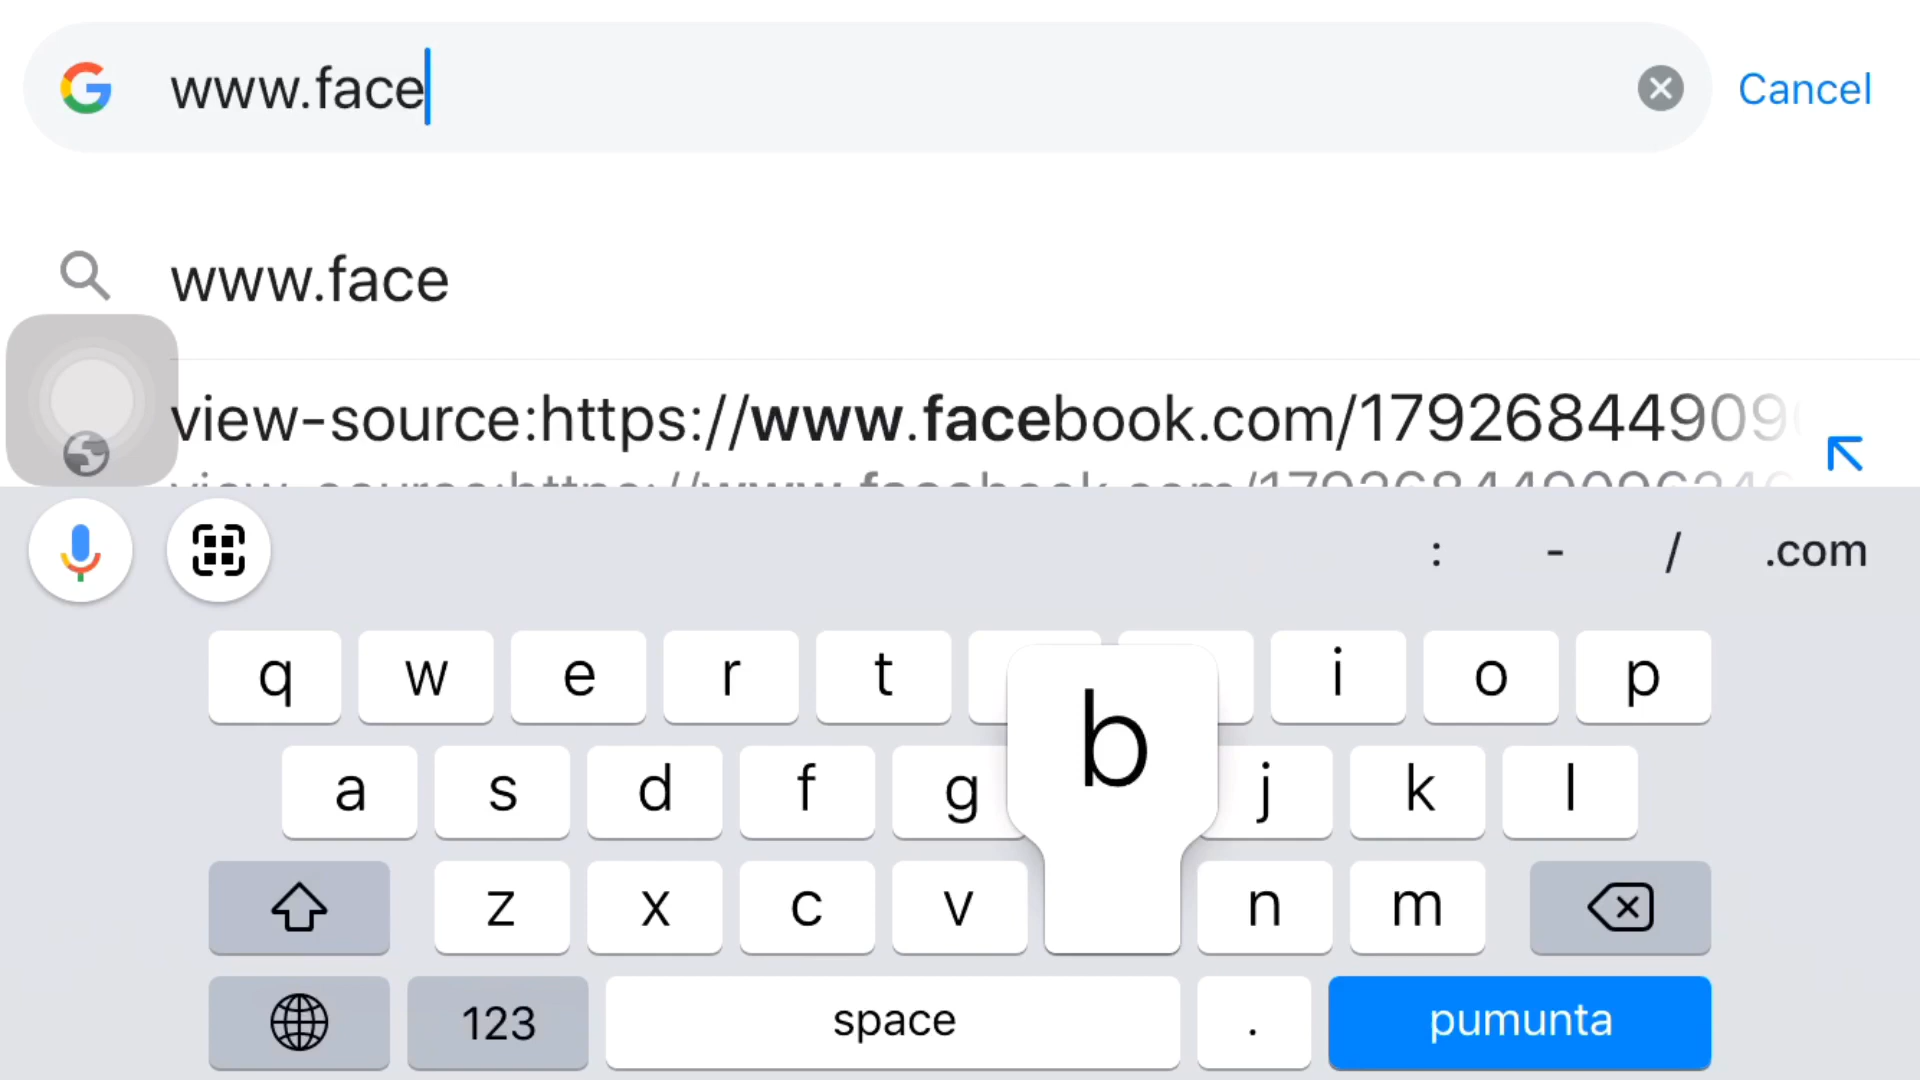 www.face
Cancel
www.face
view-source:https://www.facebook.com/17926844909
: - / .com
q w e r t i o p
b
a s d f g j k l
z x c v n m
123 space . pumunta